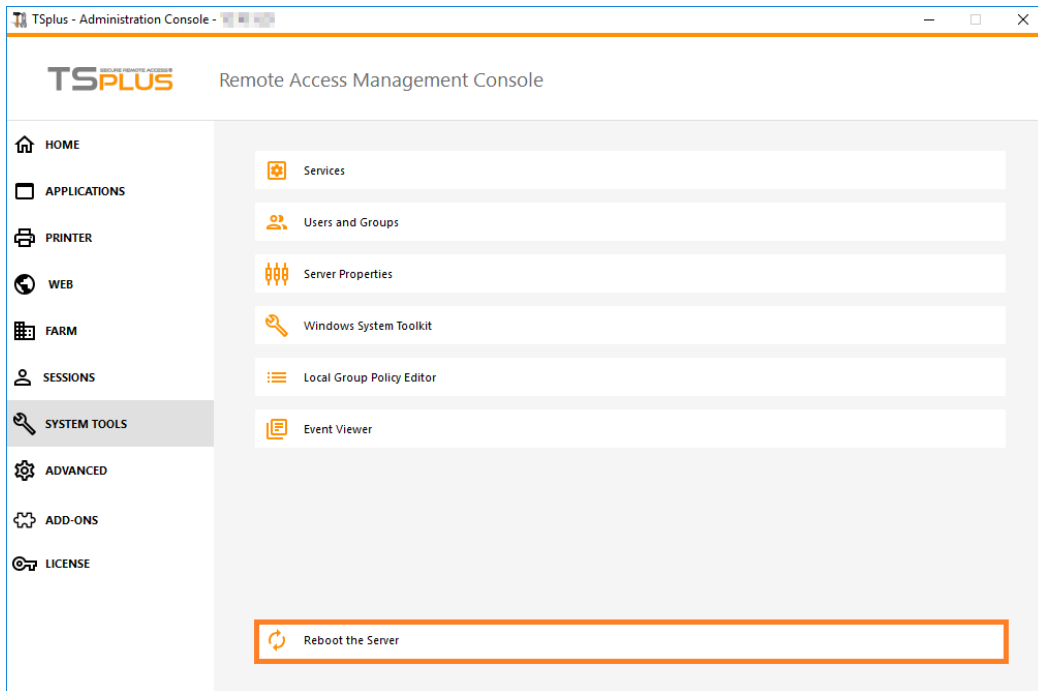 TSplus - Administration Console -
SECURE REMOTE ACCESS®
TSPLUS
Remote Access Management Console
HOME
APPLICATIONS
PRINTER
WEB
FARM
SESSIONS
SYSTEM TOOLS
ADVANCED
ADD-ONS
LICENSE
Services
Users and Groups
Server Properties
Windows System Toolkit
Local Group Policy Editor
Event Viewer
Reboot the Server